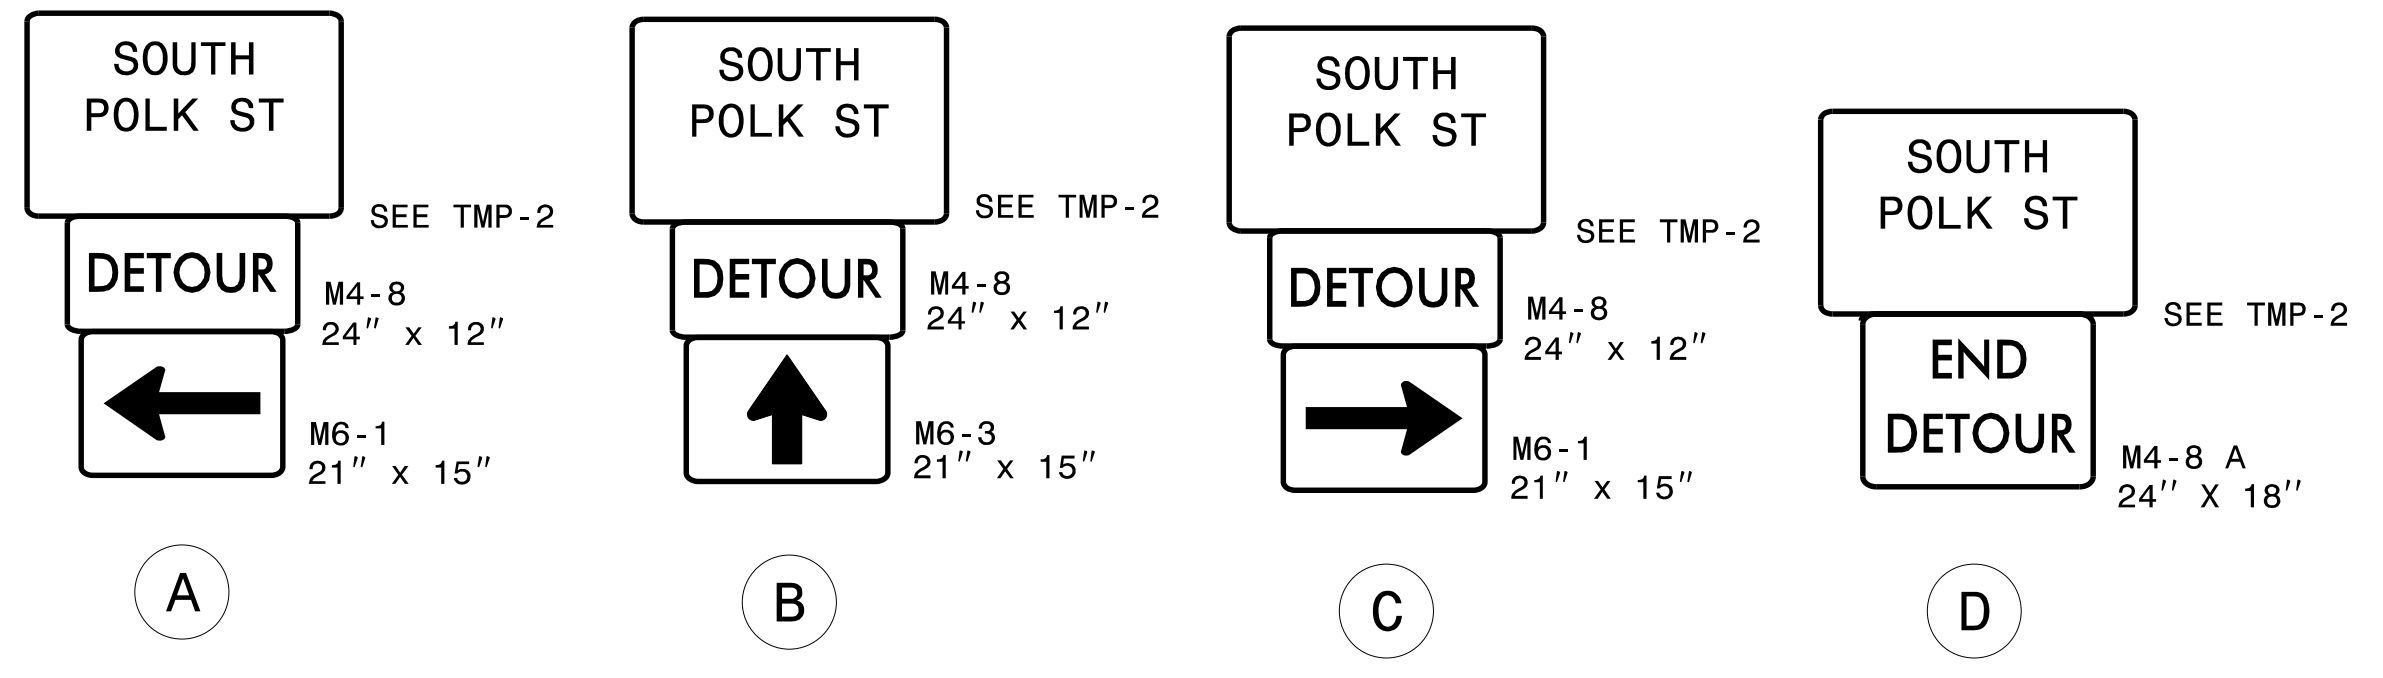 SOUTH
POLK ST
SEE TMP-2
DETOUR
M4-8
24" x 12"
M6-1
21" x 15"
A
SOUTH
POLK ST
SEE TMP-2
DETOUR
M4-8
24" x 12"
M6-3
21" x 15"
B
SOUTH
POLK ST
SEE TMP-2
DETOUR
M4-8
24" x 12"
M6-1
21" x 15"
C
SOUTH
POLK ST
SEE TMP-2
END
DETOUR
M4-8 A
24'' X 18''
D